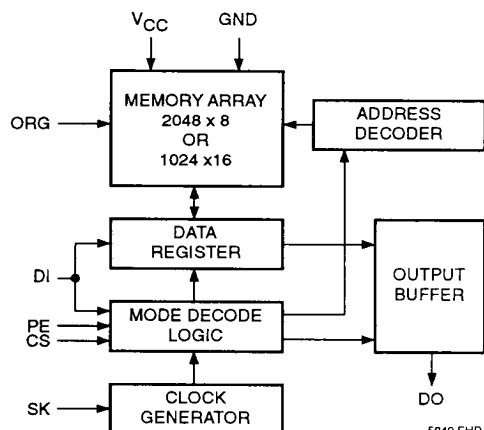 VCC
GND
MEMORY ARRAY
2048 x 8
OR
1024 x16
ORG
ADDRESS
DECODER
DATA
REGISTER
DI
OUTPUT
BUFFER
PE
CS
MODE DECODE
LOGIC
DO
SK
CLOCK
GENERATOR